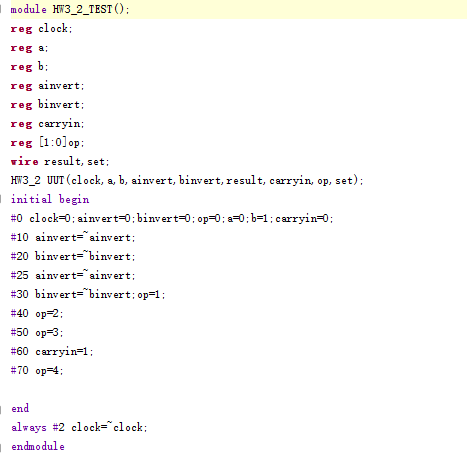 module HW3_2_TEST();
reg clock;
reg a;
reg b;
reg ainvert;
reg binvert;
reg carryin;
reg [1:0]op;
wire result,set;
HW3_2 UUT(clock,a,b,ainvert,binvert,result,carryin,op,set);
initial begin
#0 clock=0;ainvert=0;binvert=0;op=0;a=0;b=1;carryin=0;
#10 ainvert=~ainvert;
#20 binvert=~binvert;
#25 ainvert=~ainvert;
#30 binvert=~binvert;op=1;
#40 op=2;
#50 op=3;
#60 carryin=1;
#70 op=4;
end
always #2 clock=~clock;
endmodule